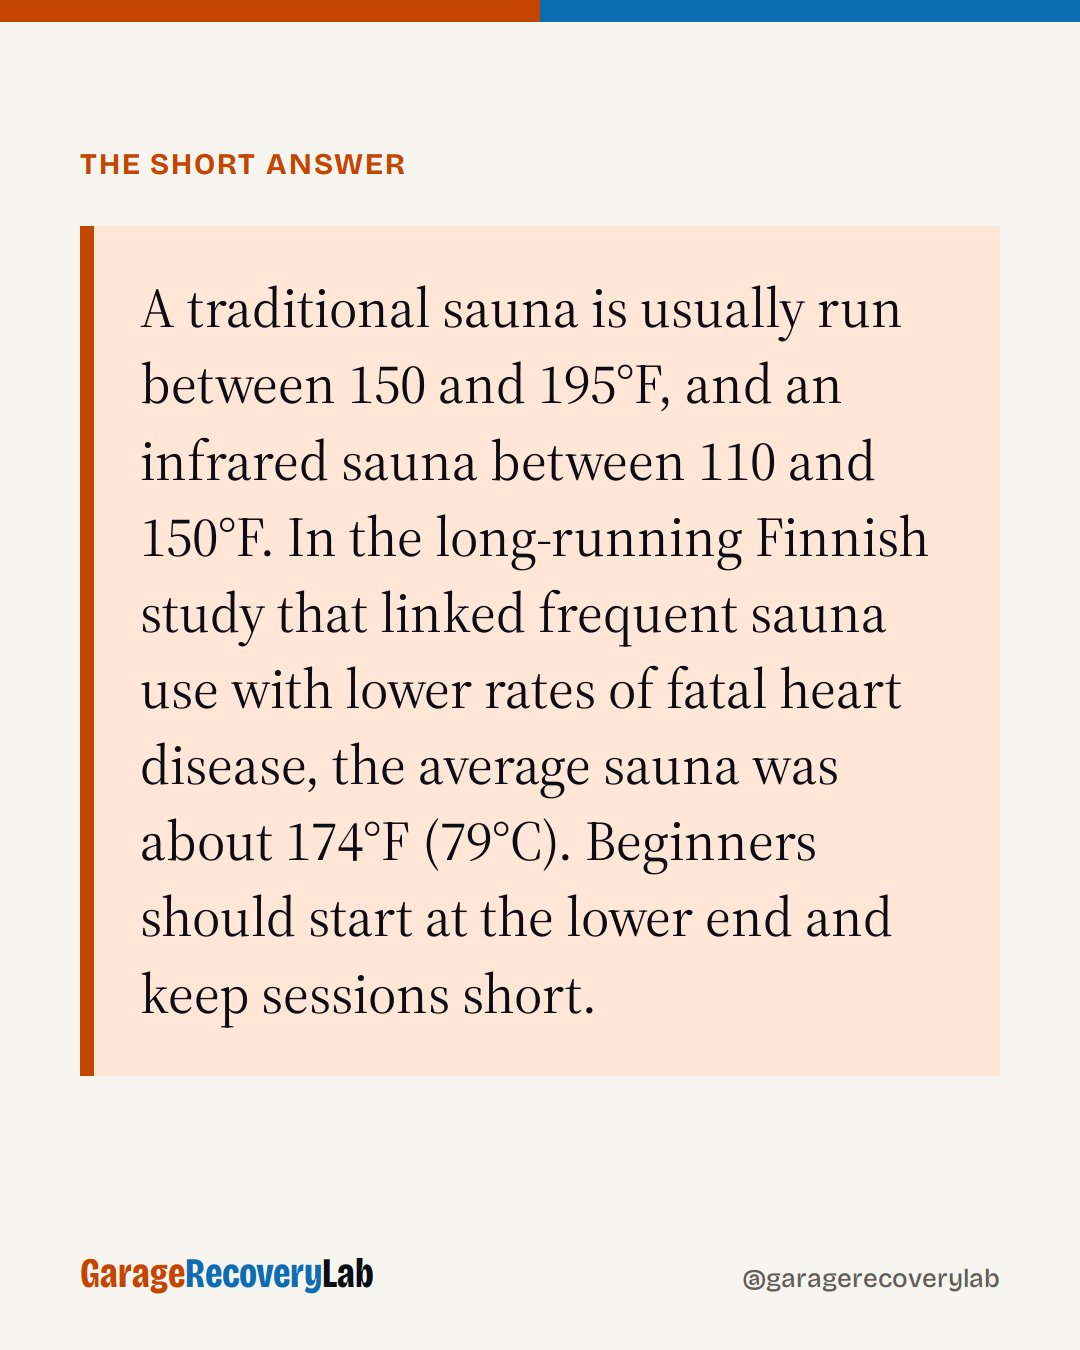 THE SHORT ANSWER
A traditional sauna is usually run
between 150 and 195°F, and an
infrared sauna between 110 and
150°F. In the long-running Finnish
study that linked frequent sauna
use with lower rates of fatal heart
disease, the average sauna was
about 174°F (79°C). Beginners
should start at the lower end and
keep sessions short.
GarageRecoveryLab
@garagerecoverylab